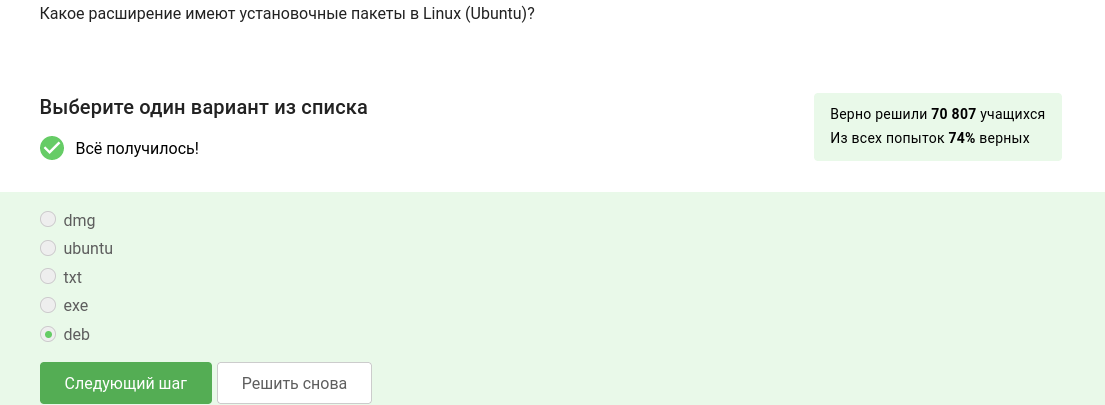 Какое расширение имеют установочные пакеты в Linux (Ubuntu)?
Выберите один вариант из списка
Всё получилось!
Верно решили 70 807 учащихся
Из всех попыток 74% верных
dmg
ubuntu
txt
exe
deb
Следующий шаг
Решить снова